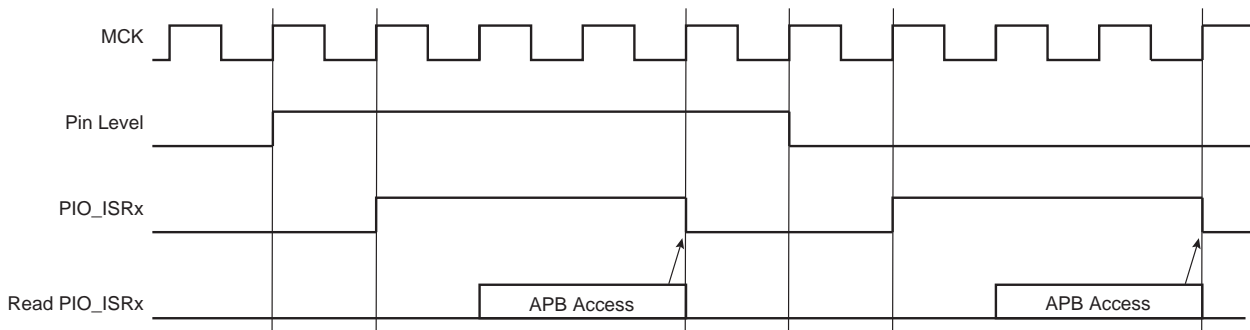 MCK
Pin Level
PIO_ISRx
Read PIO_ISRx
APB Access
APB Access